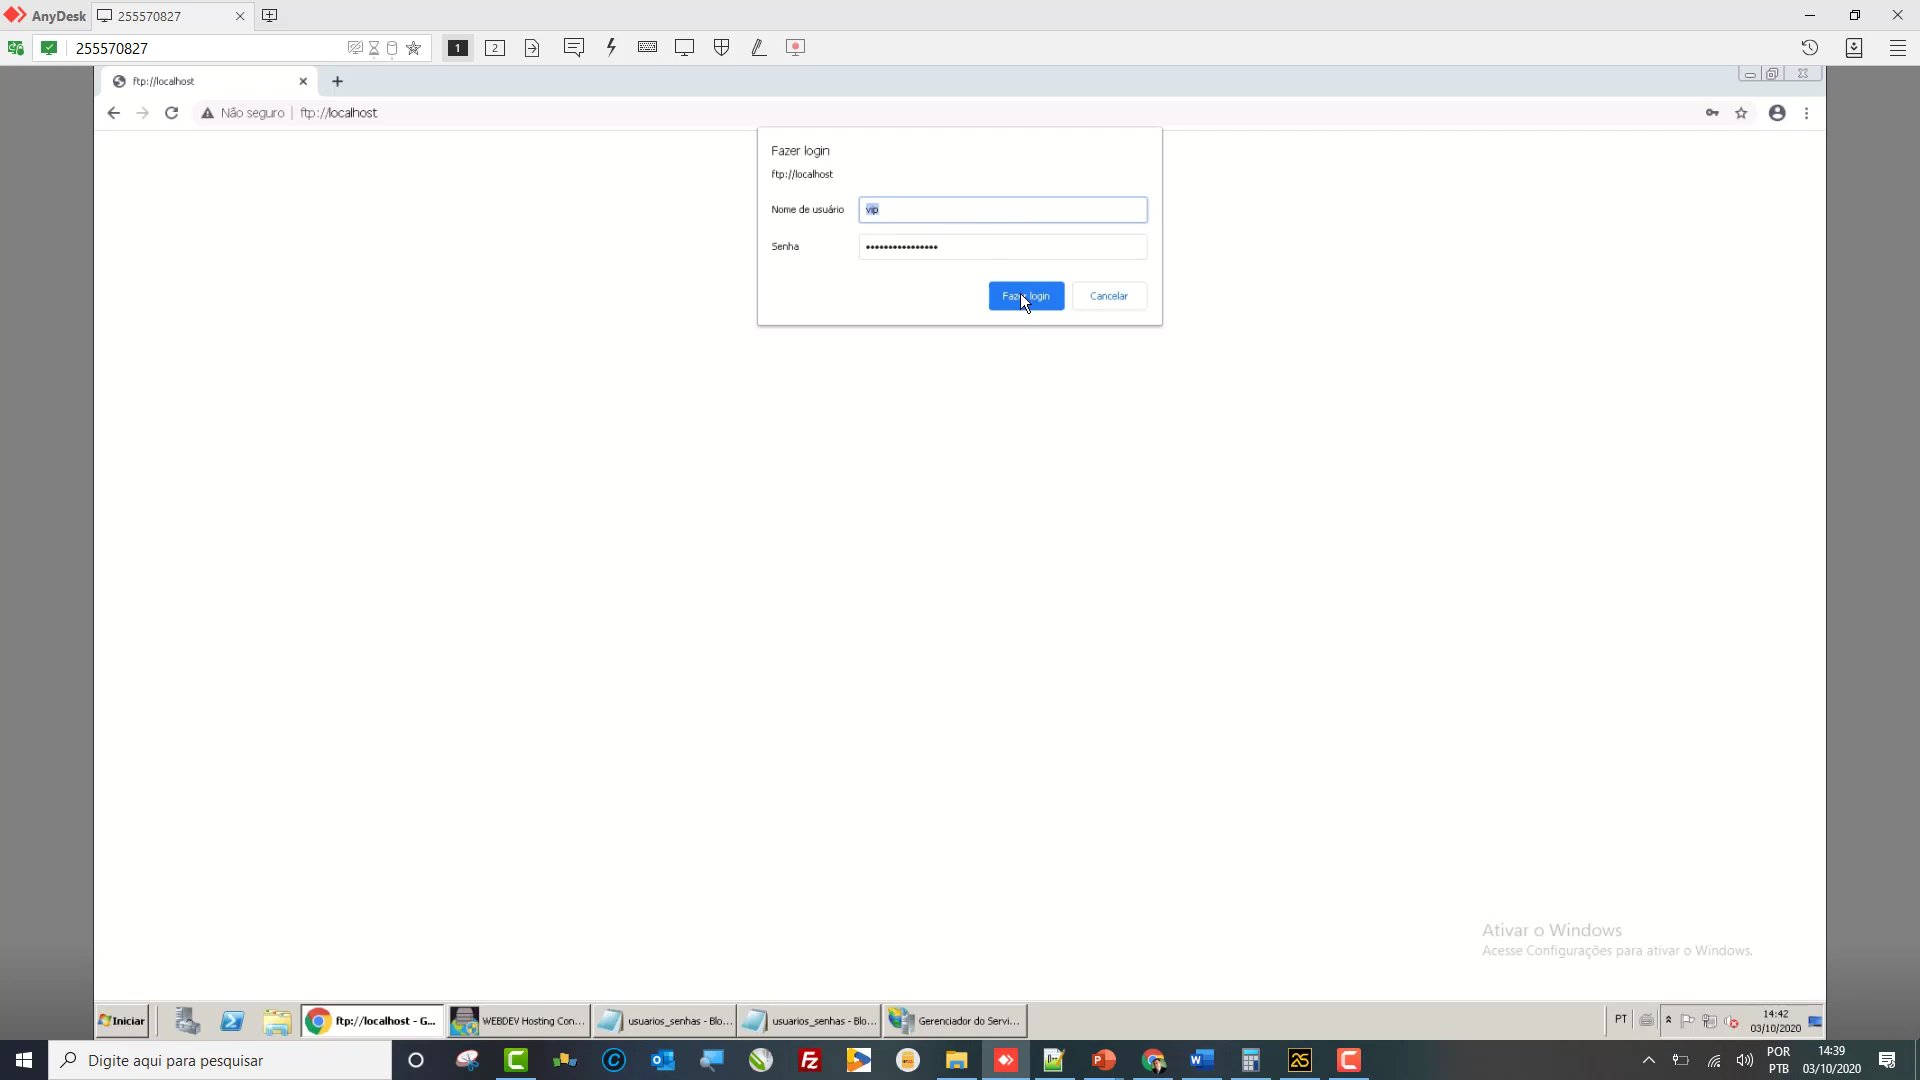 AnyDesk
255570827
255570827
1
2
ftp://localhost
Não seguro
ftp://localhost
Fazer login
ftp://localhost
Nome de usuário
vip
Senha
••••••••••••••••
Fazer login
Cancelar
Ativar o Windows
Acesse Configurações para ativar o Windows.
Iniciar
ftp://localhost - G...
WEBDEV Hosting Con...
usuarios_senhas - Blo...
usuarios_senhas - Blo...
Gerenciador do Servi...
PT
14:42
03/10/2020
Digite aqui para pesquisar
POR
PTB
14:39
03/10/2020